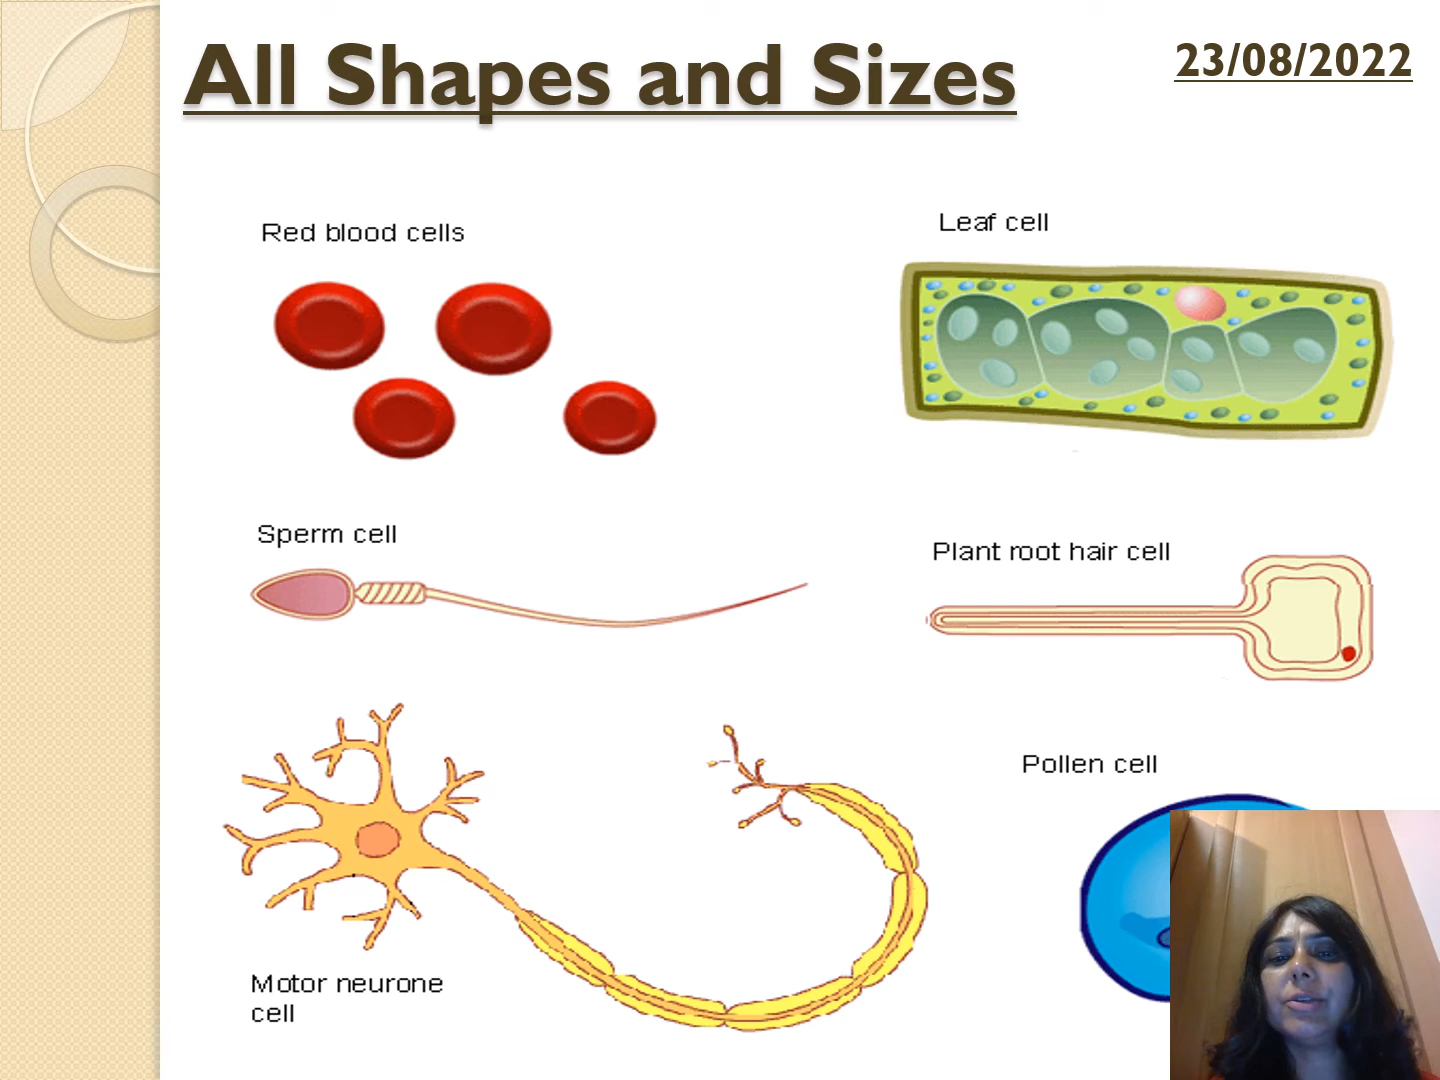 All Shapes and Sizes
23/08/2022
Red blood cells
Leaf cell
Sperm cell
Plant root hair cell
Pollen cell
Motor neurone
cell